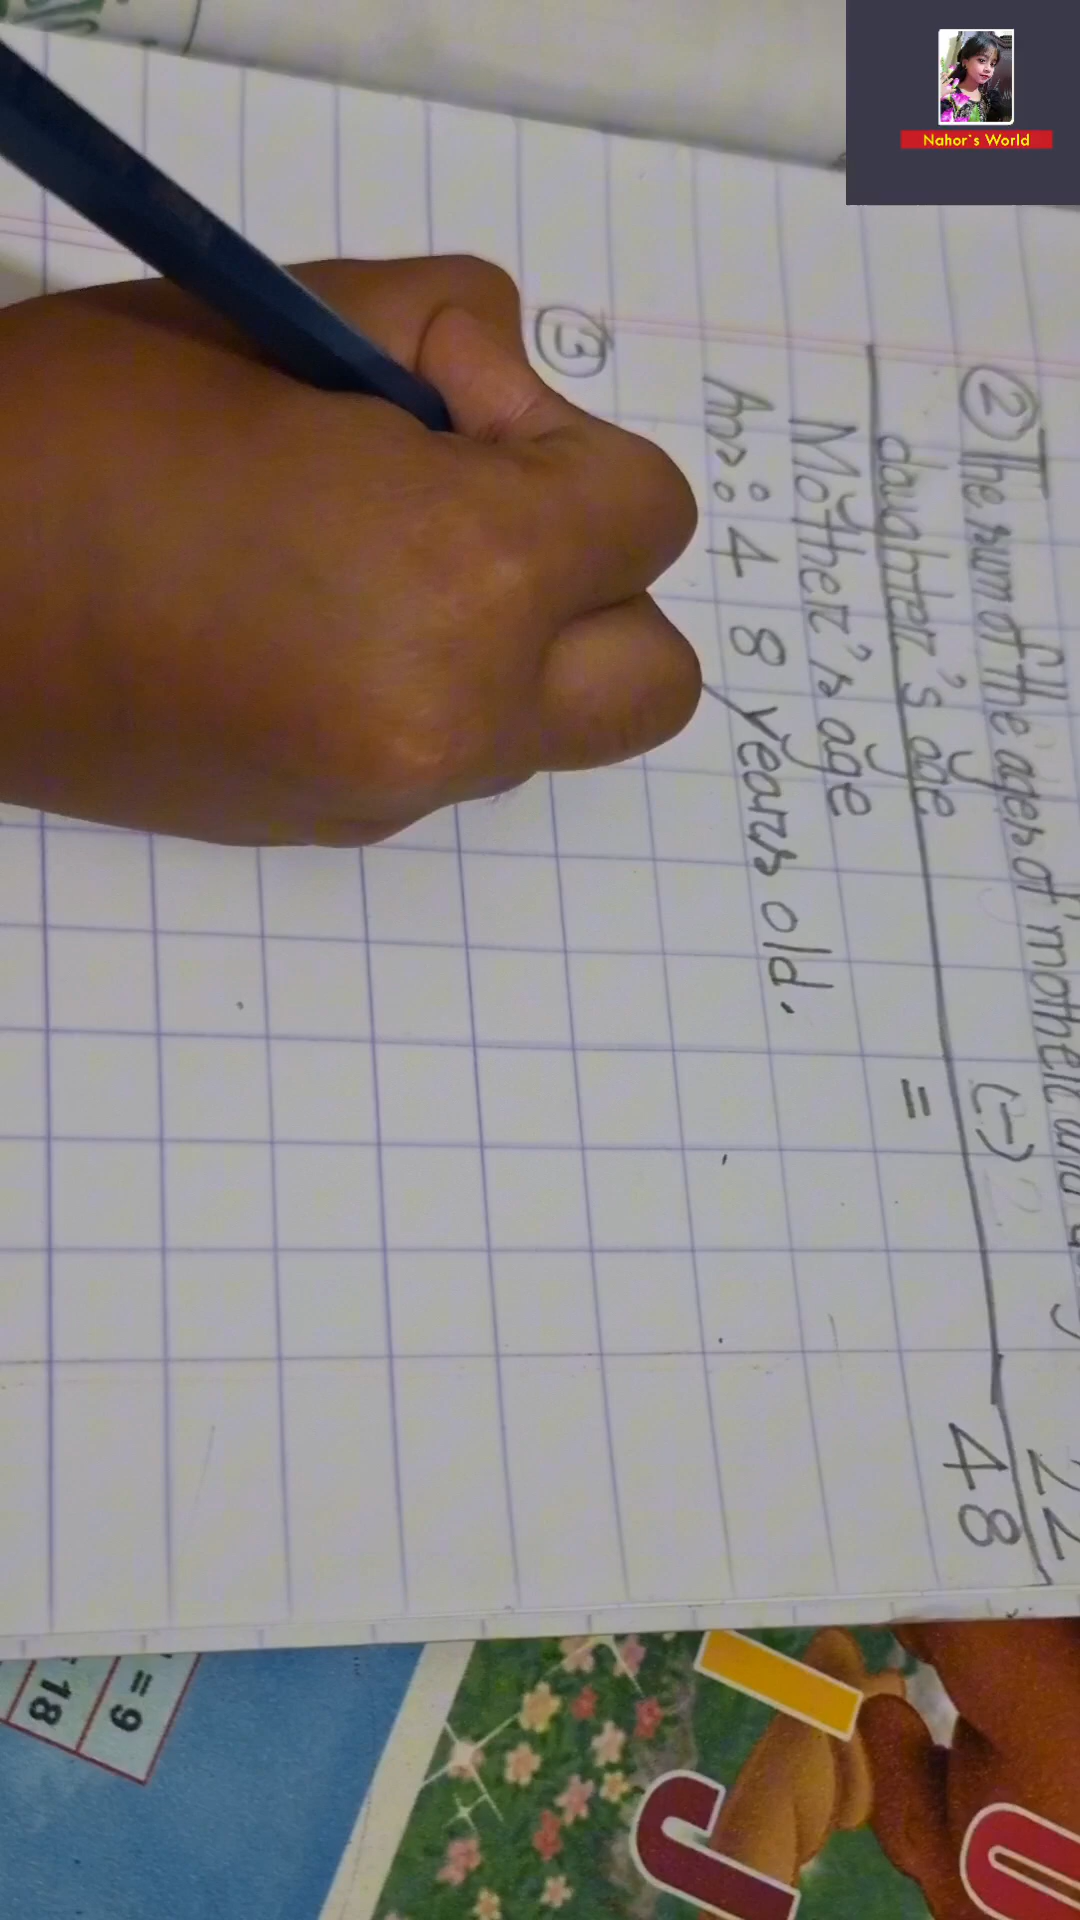 Nahor`s World
② The sum of the ages of mother and
daughter's age (-) 22
Mother's age = 48
Ans: 48 years old.
③
= 9
= 18
J